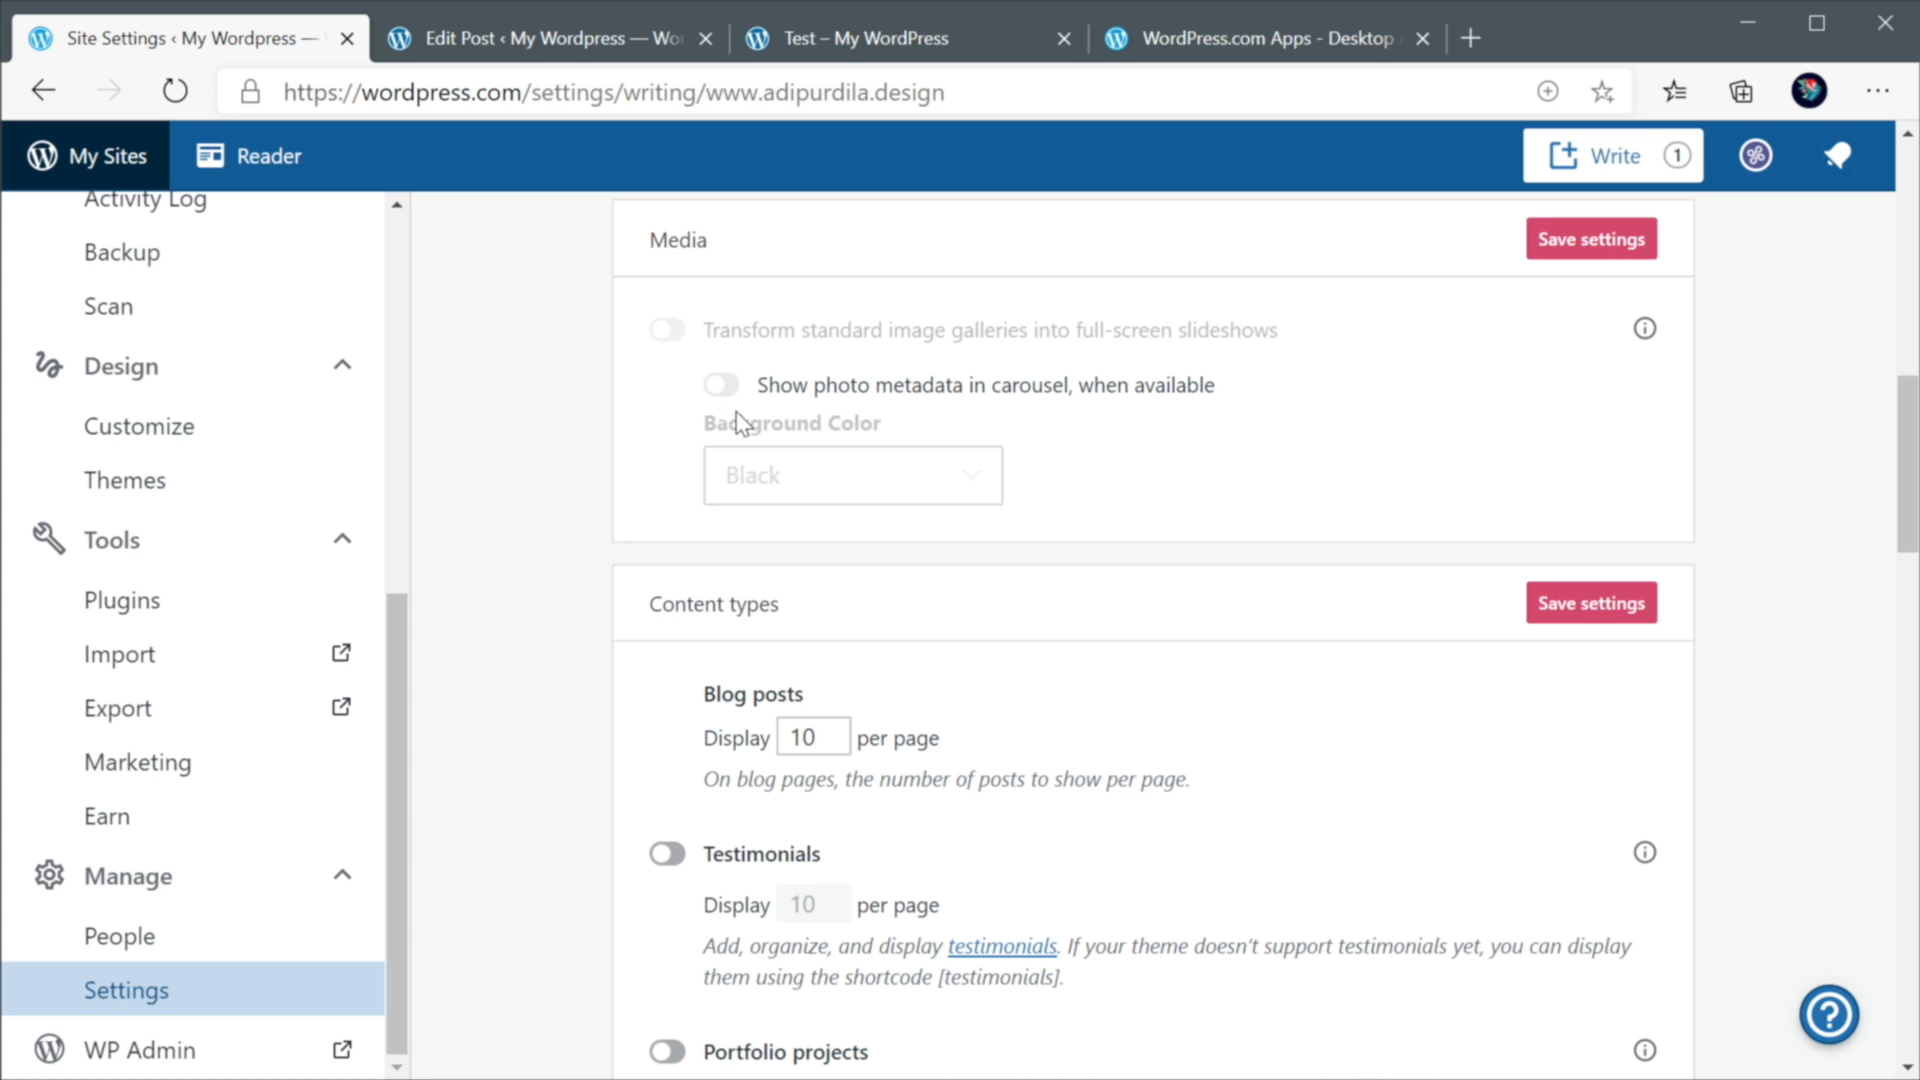 Site Settings ‹ My Wordpress —
Edit Post ‹ My Wordpress — Wo
Test – My WordPress
WordPress.com Apps - Desktop
https://wordpress.com/settings/writing/www.adipurdila.design
My Sites
Reader
Write 1
Activity Log
Backup
Scan
Design
Customize
Themes
Tools
Plugins
Import
Export
Marketing
Earn
Manage
People
Settings
WP Admin
Media
Save settings
Transform standard image galleries into full-screen slideshows
Show photo metadata in carousel, when available
Background Color
Black
Content types
Save settings
Blog posts
Display 10 per page
On blog pages, the number of posts to show per page.
Testimonials
Display 10 per page
Add, organize, and display testimonials. If your theme doesn't support testimonials yet, you can display
them using the shortcode [testimonials].
Portfolio projects